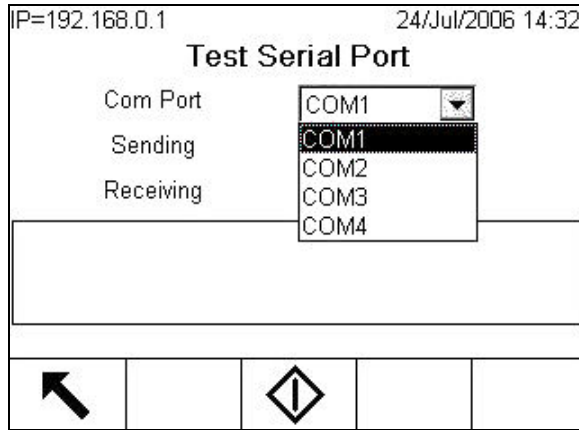 IP=192.168.0.1 24/Jul/2006 14:32
Test Serial Port
Com Port COM1
Sending COM1
COM2
Receiving COM3
COM4